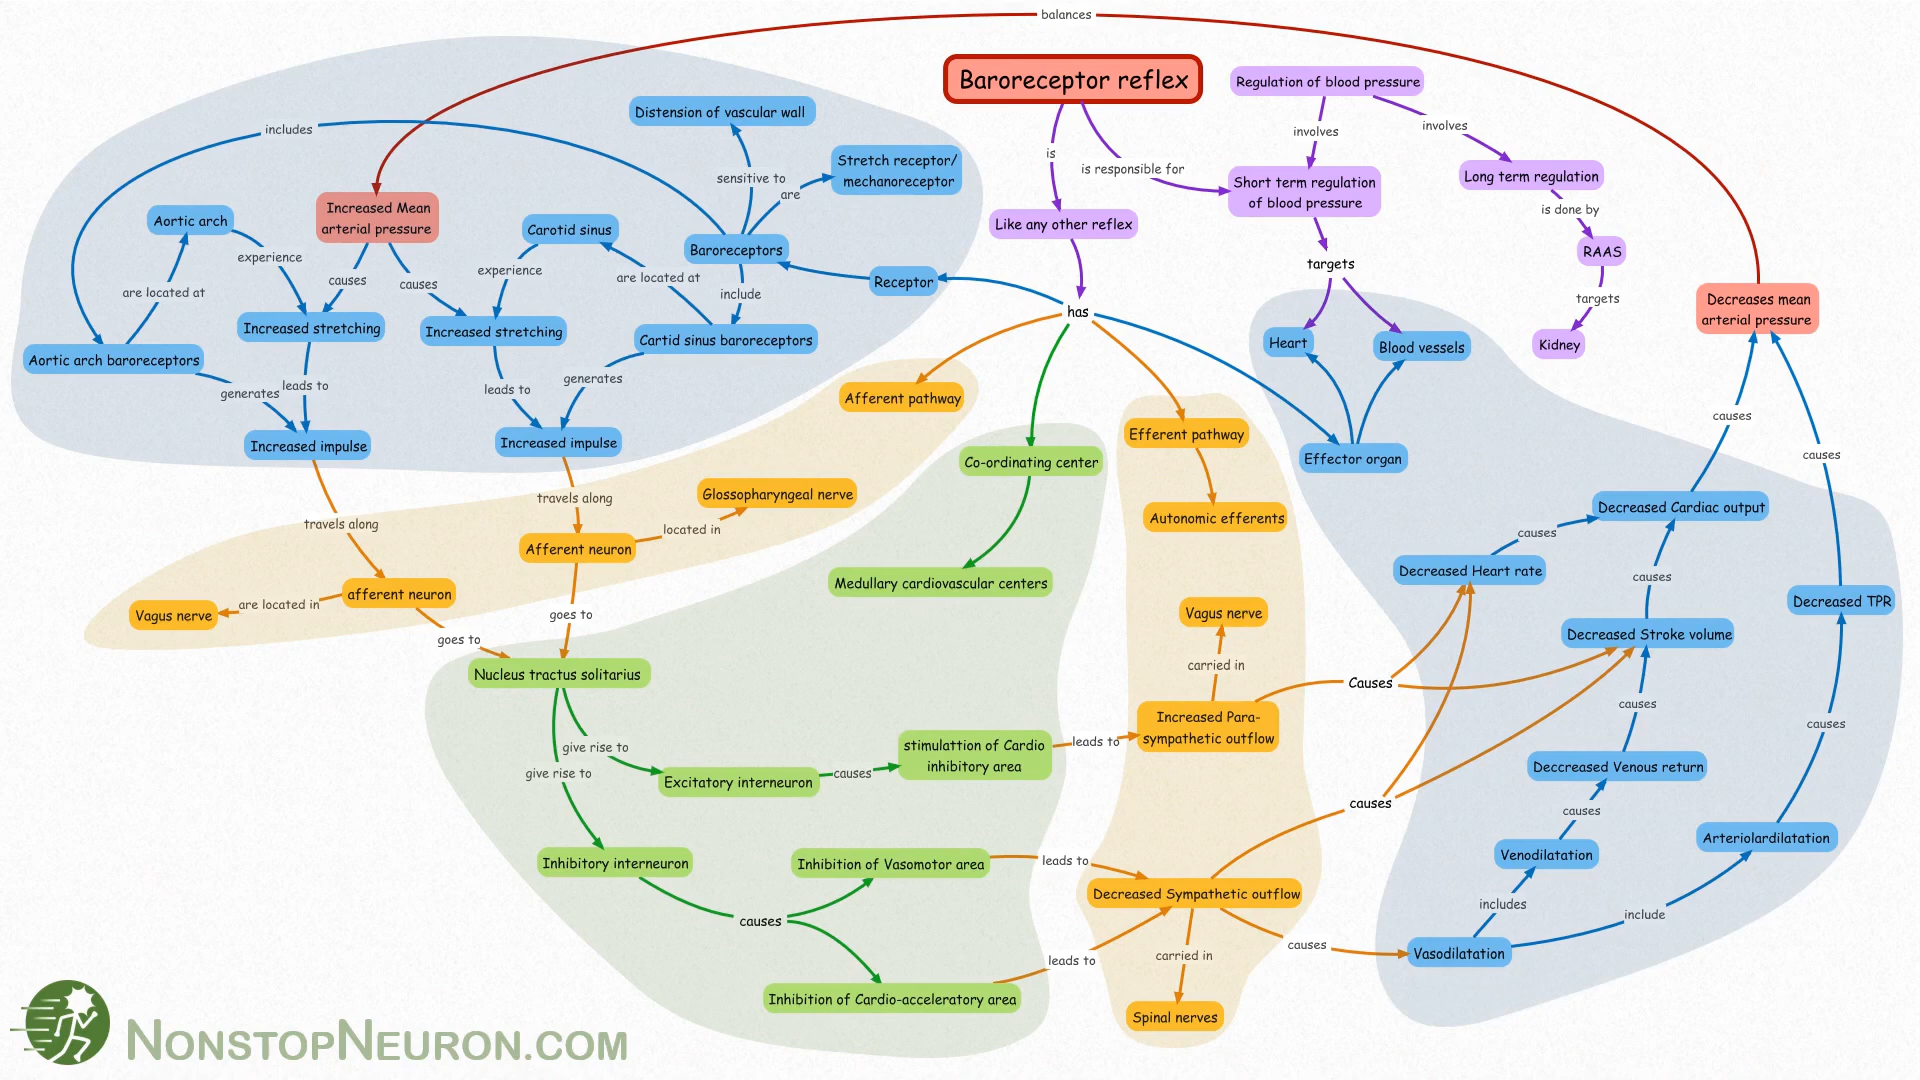 balances
Baroreceptor reflex
Regulation of blood pressure
Distension of vascular wall
includes
involves
involves
is
is responsible for
Stretch receptor/
mechanoreceptor
sensitive to
are
Short term regulation
of blood pressure
Long term regulation
is done by
Increased Mean
arterial pressure
Aortic arch
Carotid sinus
Baroreceptors
Like any other reflex
RAAS
experience
causes
causes
experience
are located at
include
Receptor
targets
targets
are located at
has
Decreases mean
arterial pressure
Increased stretching
Increased stretching
Cartid sinus baroreceptors
Heart
Blood vessels
Kidney
Aortic arch baroreceptors
generates
leads to
leads to
generates
Afferent pathway
causes
Increased impulse
Increased impulse
Efferent pathway
Effector organ
causes
Co-ordinating center
travels along
Glossopharyngeal nerve
Autonomic efferents
Decreased Cardiac output
travels along
located in
causes
Afferent neuron
Medullary cardiovascular centers
Decreased Heart rate
causes
Vagus nerve
are located in
afferent neuron
Vagus nerve
Decreased TPR
goes to
goes to
carried in
Decreased Stroke volume
Nucleus tractus solitarius
Causes
causes
Increased Para-
sympathetic outflow
causes
give rise to
give rise to
stimulattion of Cardio
inhibitory area
leads to
Excitatory interneuron
causes
Deccreased Venous return
causes
causes
Inhibitory interneuron
Inhibition of Vasomotor area
leads to
Venodilatation
Arteriolardilatation
Decreased Sympathetic outflow
causes
includes
include
causes
Vasodilatation
leads to
carried in
Inhibition of Cardio-acceleratory area
Spinal nerves
NonstopNeuron.com